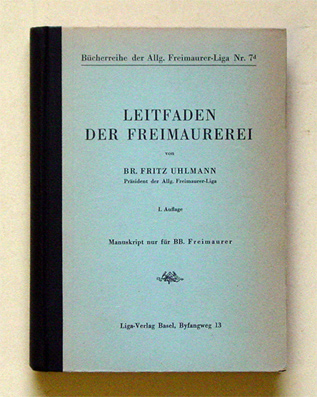 Bücherreihe der Allg. Freimaurer-Liga Nr. 7d
LEITFADEN
DER FREIMAUREREI
von
BR. FRITZ UHLMANN
Präsident der Allg. Freimaurer-Liga
1. Auflage
Manuskript nur für BB. Freimaurer
Liga-Verlag Basel, Byfangweg 13